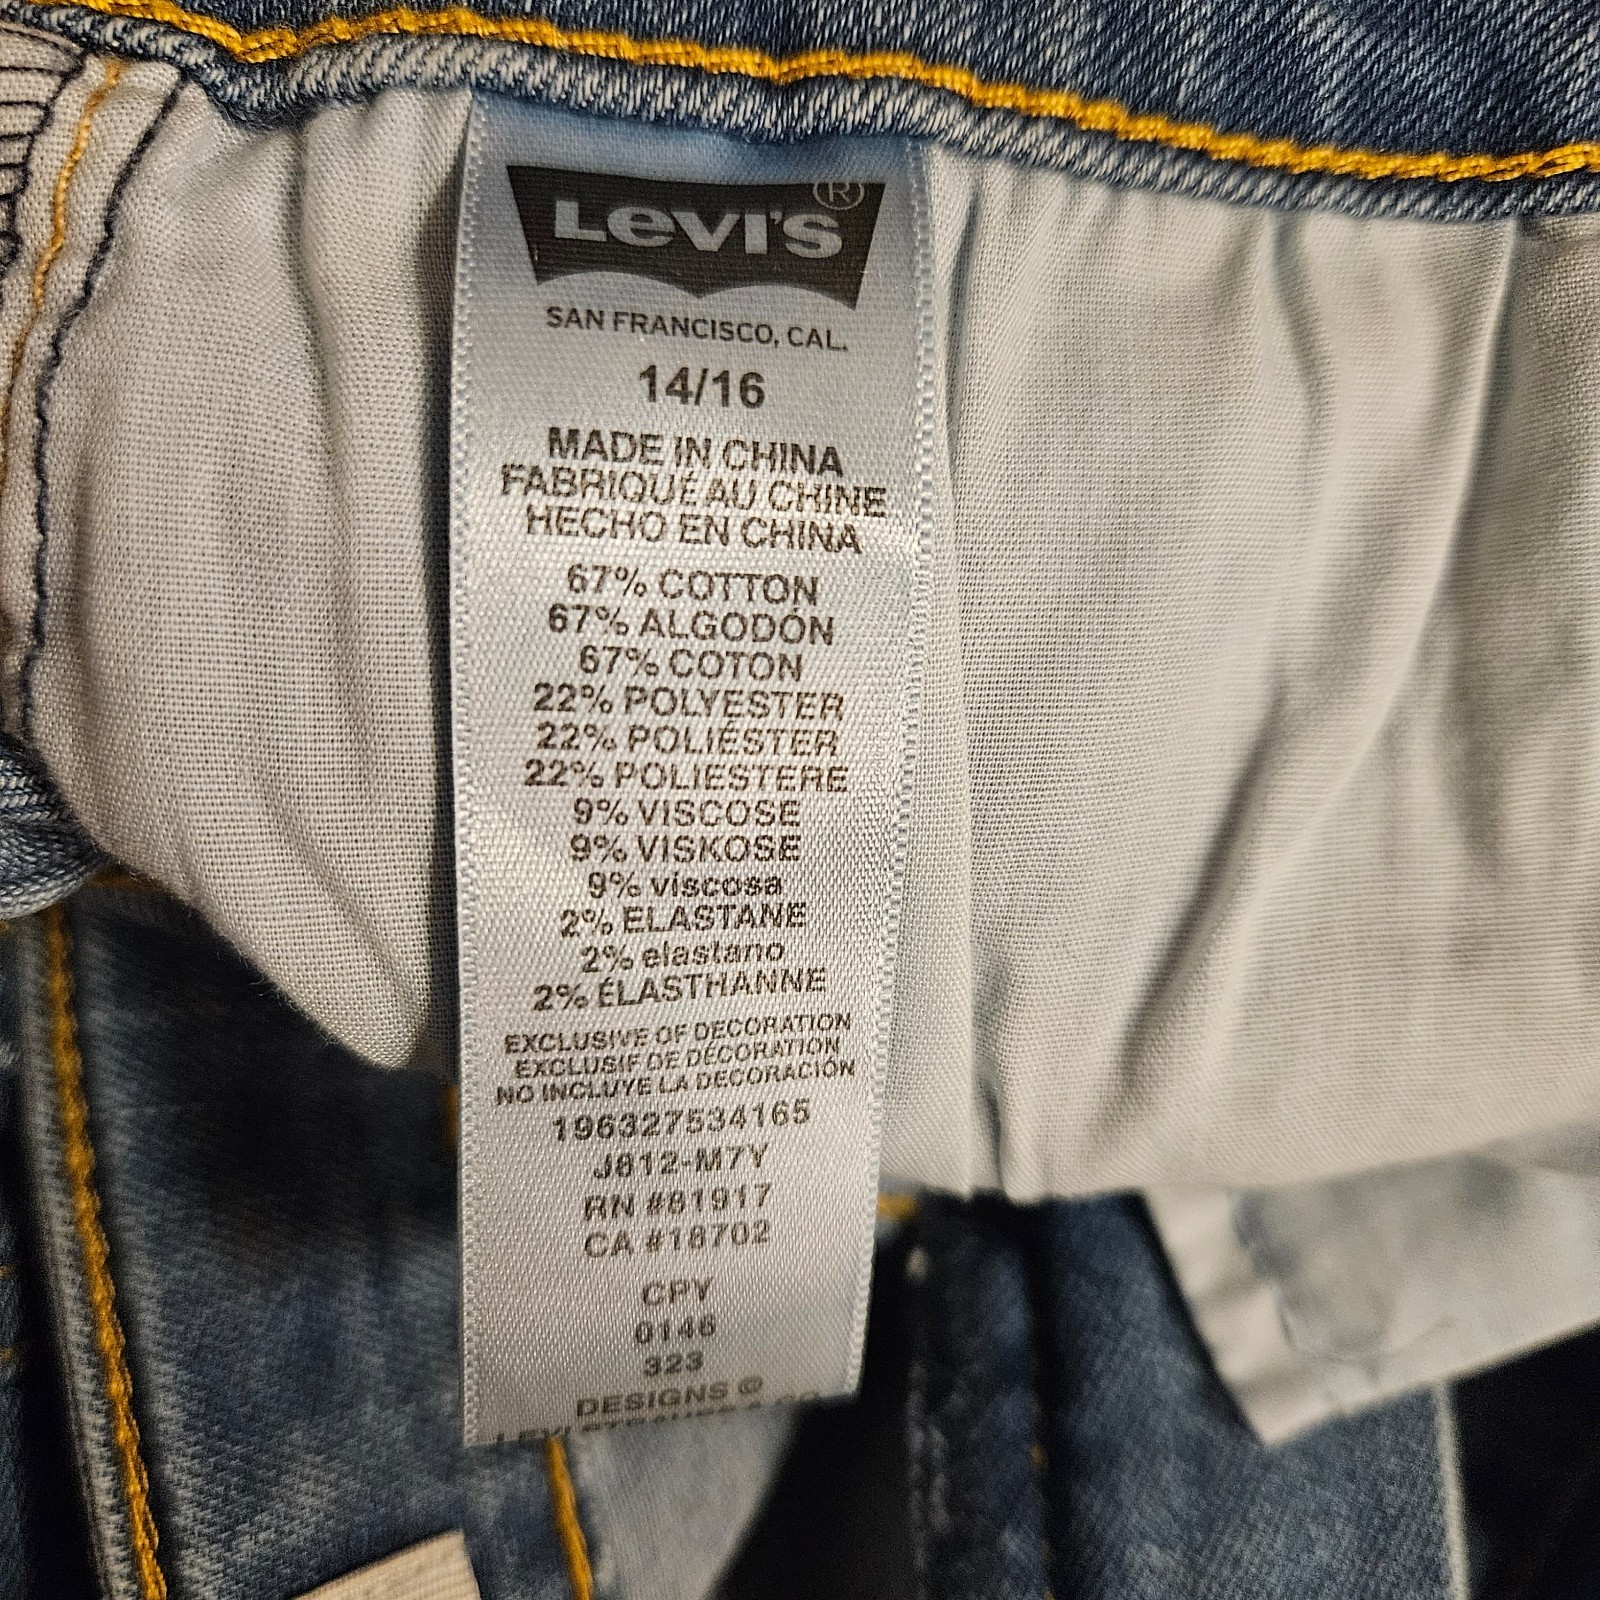 Levi's®
SAN FRANCISCO, CAL.
14/16
MADE IN CHINA
FABRIQUÉ AU CHINE
HECHO EN CHINA
67% COTTON
67% ALGODÓN
67% COTON
22% POLYESTER
22% POLIÉSTER
22% POLIESTERE
9% VISCOSE
9% VISKOSE
9% viscosa
2% ELASTANE
2% elastano
2% ÉLASTHANNE
EXCLUSIVE OF DECORATION
EXCLUSIF DE DÉCORATION
NO INCLUYE LA DECORACIÓN
196327534165
J812-M7Y
RN #81917
CA #18702
CPY
0146
323
DESIGNS ©
LEVI STRAUSS & CO